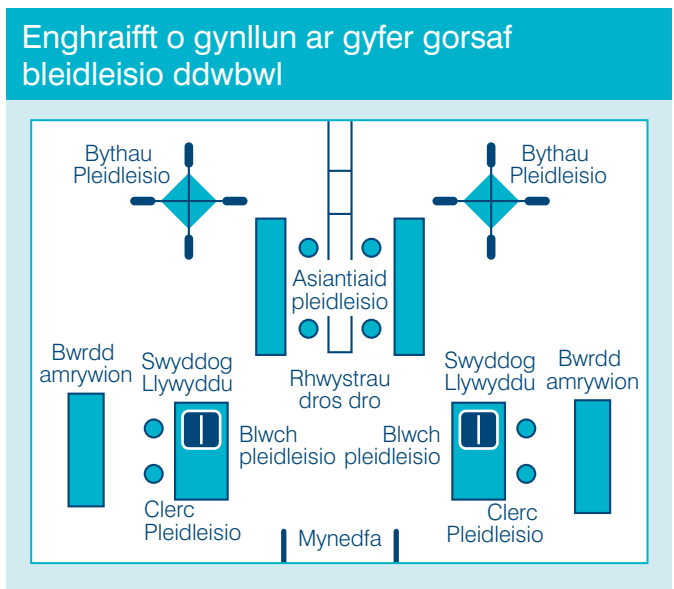 Enghraifft o gynllun ar gyfer gorsaf
bleidleisio ddwbwl
Bythau
Pleidleisio
Bythau
Pleidleisio
Asiantiaid
pleidleisio
Bwrdd
amrywion
Swyddog
Llywyddu
Rhwystrau
dros dro
Swyddog
Llywyddu
Bwrdd
amrywion
Blwch
pleidleisio
Blwch
pleidleisio
Clerc
Pleidleisio
Clerc
Pleidleisio
Mynedfa